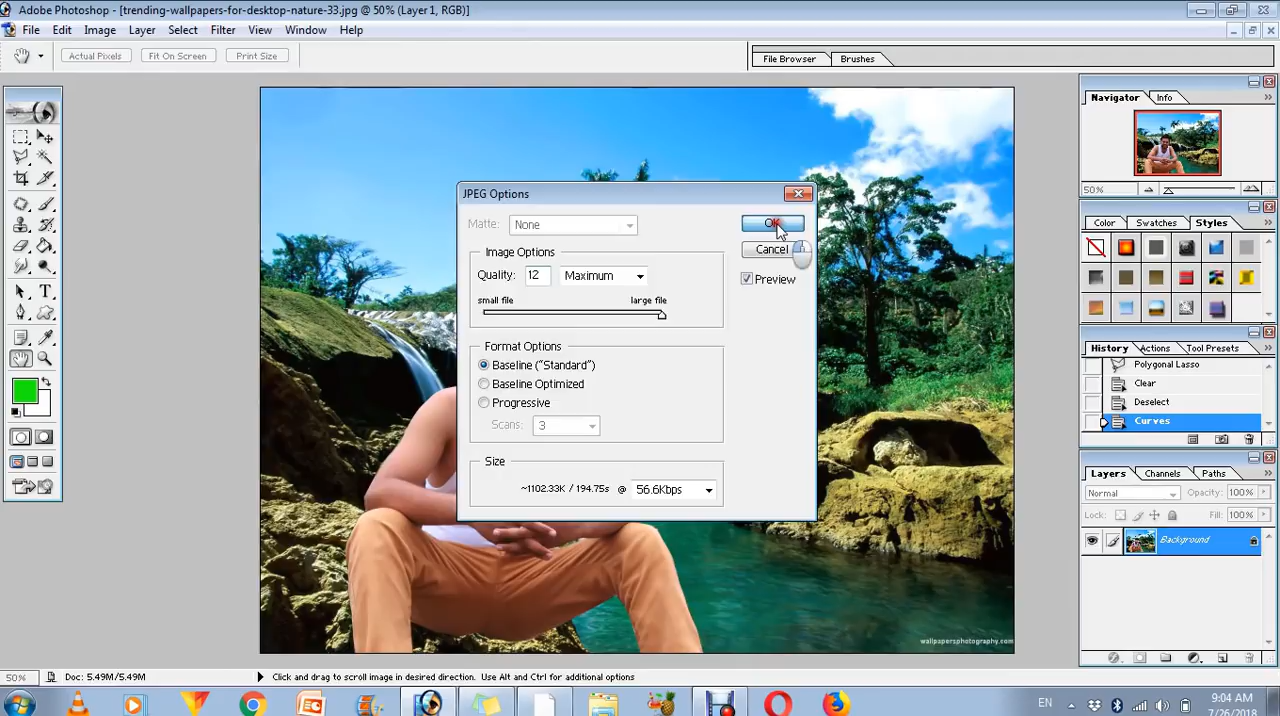 Adobe Photoshop - [trending-wallpapers-for-desktop-nature-33.jpg @ 50% (Layer 1, RGB)]
File Edit Image Layer Select Filter View Window Help
Actual Pixels Fit On Screen Print Size File Browser Brushes
Navigator Info
50%
Color Swatches Styles
History Actions Tool Presets
Polygonal Lasso
Clear
Deselect
Curves
Layers Channels Paths
Normal Opacity: 100%
Lock: Fill: 100%
Background
JPEG Options
Matte: None
OK
Cancel
Preview
Image Options
Quality: 12 Maximum
small file large file
Format Options
Baseline ("Standard")
Baseline Optimized
Progressive
Scans: 3
Size
~1102.33K / 194.75s @ 56.6Kbps
wallpapersphotography.com
50% Doc: 5.49M/5.49M Click and drag to scroll image in desired direction. Use Alt and Ctrl for additional options
EN 9:04 AM
7/26/2018